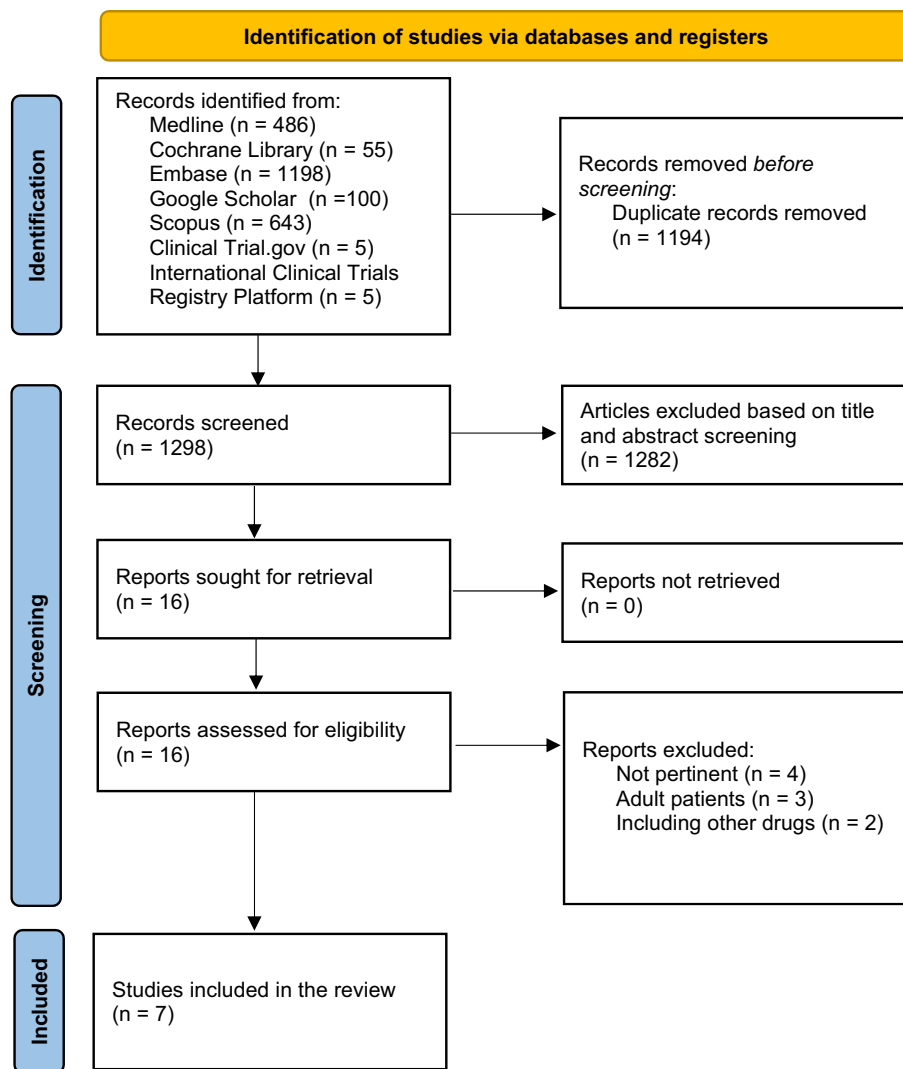 Identification of studies via databases and registers
Identification
Records identified from:
Medline (n = 486)
Cochrane Library (n = 55)
Embase (n = 1198)
Google Scholar (n =100)
Scopus (n = 643)
Clinical Trial.gov (n = 5)
International Clinical Trials
Registry Platform (n = 5)
Records removed before
screening:
Duplicate records removed
(n = 1194)
Screening
Records screened
(n = 1298)
Articles excluded based on title
and abstract screening
(n = 1282)
Reports sought for retrieval
(n = 16)
Reports not retrieved
(n = 0)
Reports assessed for eligibility
(n = 16)
Reports excluded:
Not pertinent (n = 4)
Adult patients (n = 3)
Including other drugs (n = 2)
Included
Studies included in the review
(n = 7)